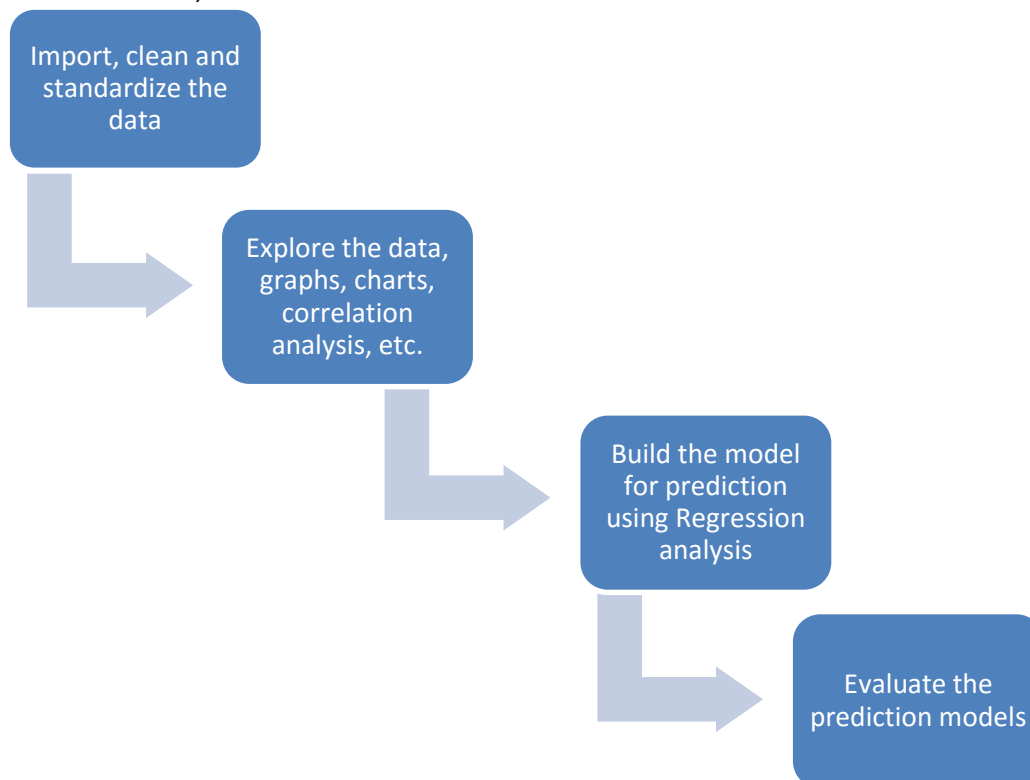 Import, clean and
standardize the
data
Explore the data,
graphs, charts,
correlation
analysis, etc.
Build the model
for prediction
using Regression
analysis
Evaluate the
prediction models